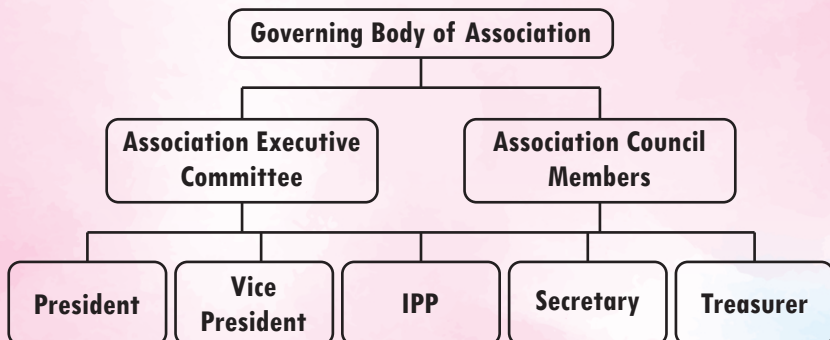 Governing Body of Association
Association Executive
Committee
Association Council
Members
President
Vice
President
IPP
Secretary
Treasurer